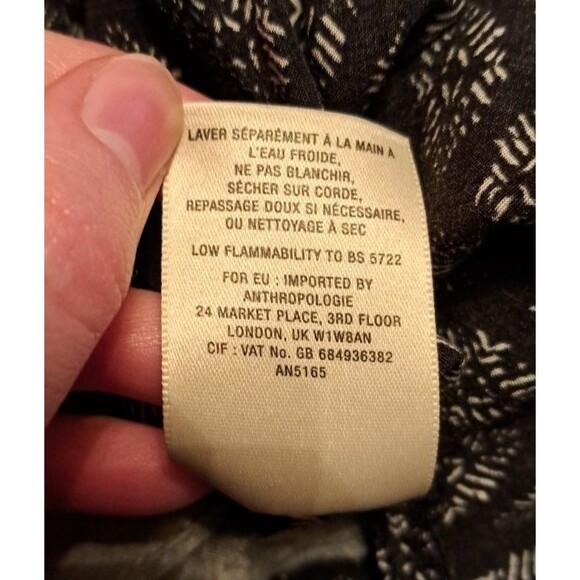 LAVER SÉPARÉMENT À LA MAIN A
L'EAU FROIDE,
NE PAS BLANCHIR,
SÉCHER SUR CORDE,
REPASSAGE DOUX SI NÉCESSAIRE,
OU NETTOYAGE À SEC
LOW FLAMMABILITY TO BS 5722
FOR EU : IMPORTED BY
ANTHROPOLOGIE
24 MARKET PLACE, 3RD FLOOR
LONDON, UK W1W8AN
CIF : VAT No. GB 684936382
AN5165